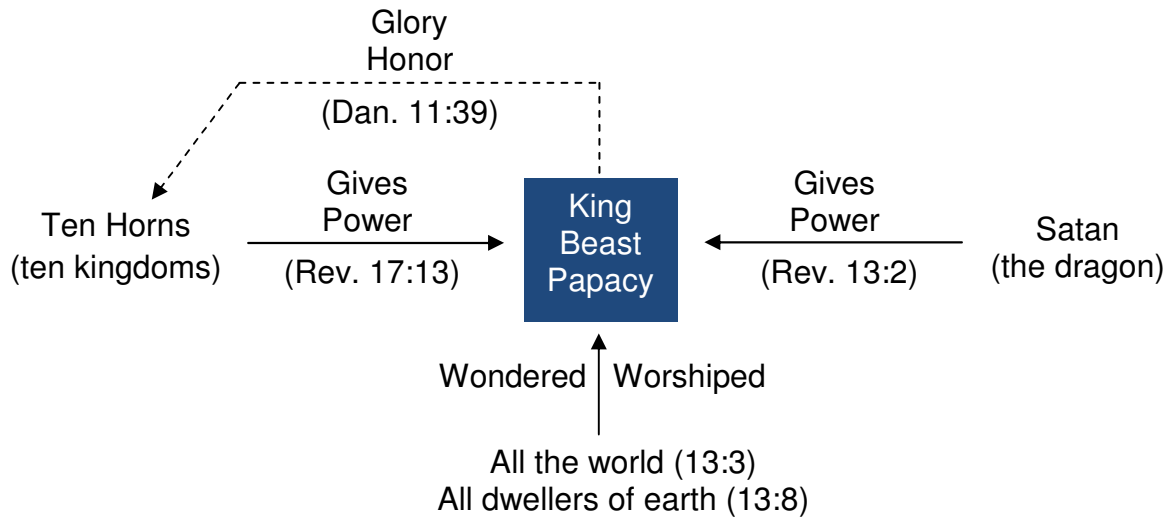 Glory
Honor
(Dan. 11:39)
Gives
Power
(Rev. 17:13)
Ten Horns
(ten kingdoms)
King
Beast
Papacy
Gives
Power
(Rev. 13:2)
Satan
(the dragon)
Wondered
Worshiped
All the world (13:3)
All dwellers of earth (13:8)